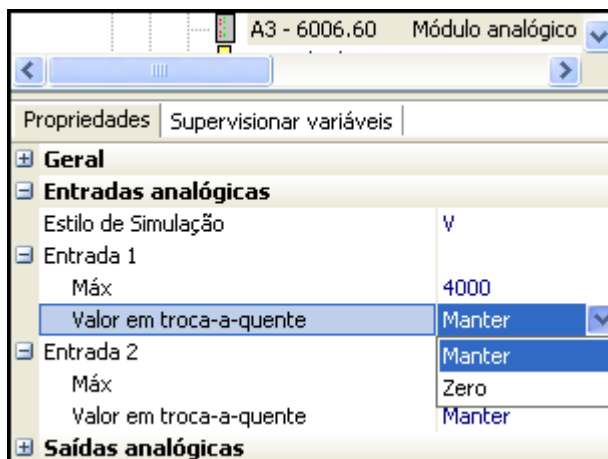 A3 - 6006.60 Módulo analógico
Propriedades Supervisionar variáveis
Geral
Entradas analógicas
Estilo de Simulação V
Entrada 1
Máx 4000
Valor em troca-a-quente Manter
Entrada 2 Manter
Máx Zero
Valor em troca-a-quente Manter
Saídas analógicas